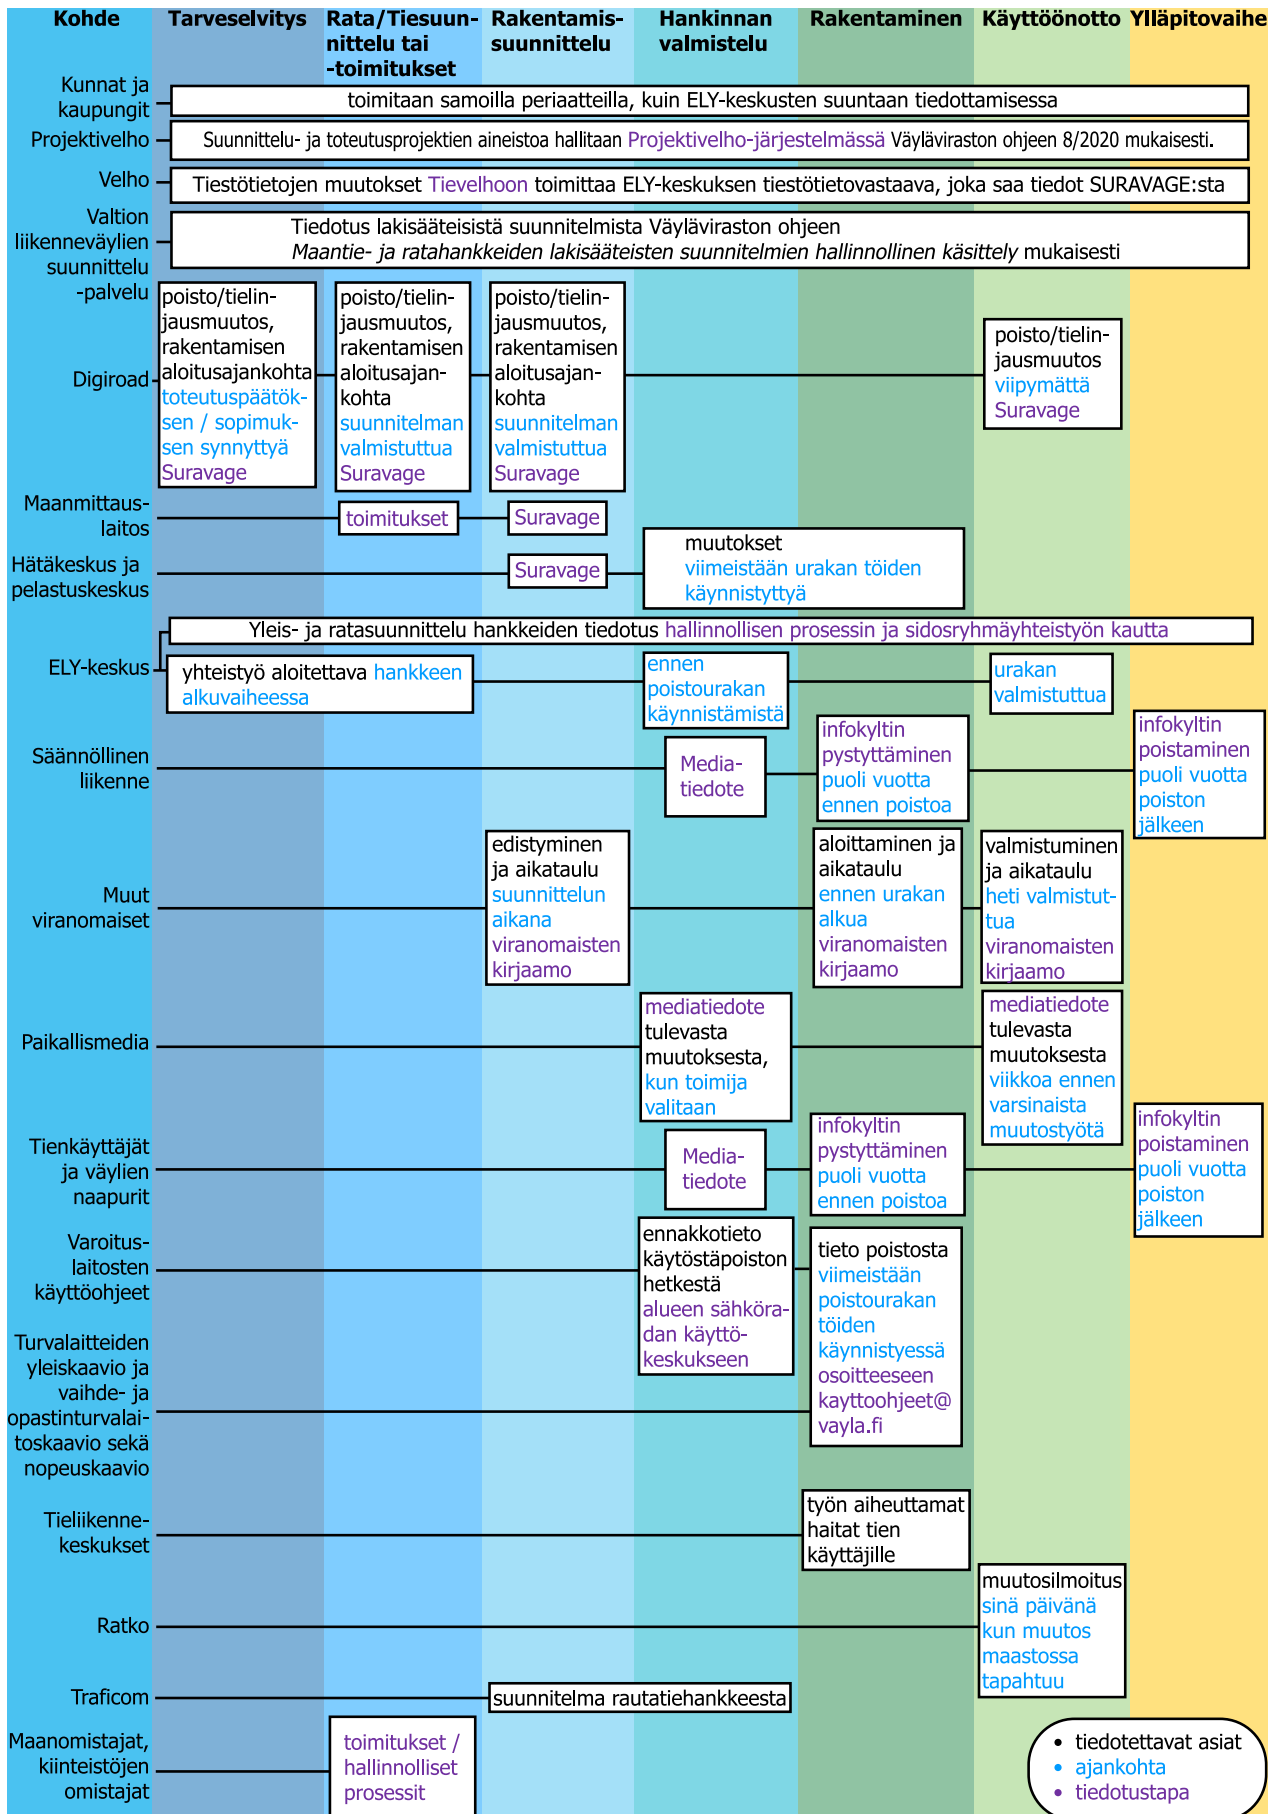 Kohde
Tarveselvitys
Rata/Tiesuun-
nittelu tai
-toimitukset
Rakentamis-
suunnittelu
Hankinnan
valmistelu
Rakentaminen
Käyttöönotto
Ylläpitovaihe
Kunnat ja
kaupungit
toimitaan samoilla periaatteilla, kuin ELY-keskusten suuntaan tiedottamisessa
Projektivelho
Suunnittelu- ja toteutusprojektien aineistoa hallitaan Projektivelho-järjestelmässä Väyläviraston ohjeen 8/2020 mukaisesti.
Velho
Tiestötietojen muutokset Tievelhoon toimittaa ELY-keskuksen tiestötietovastaava, joka saa tiedot SURAVAGE:sta
Valtion
liikenneväylien
suunnittelu
-palvelu
Tiedotus lakisääteisistä suunnitelmista Väyläviraston ohjeen
Maantie- ja ratahankkeiden lakisääteisten suunnitelmien hallinnollinen käsittely mukaisesti
Digiroad
poisto/tielin-
jausmuutos,
rakentamisen
aloitusajankohta
toteutuspäätök-
sen / sopimuk-
sen synnyttyä
Suravage
poisto/tielin-
jausmuutos,
rakentamisen
aloitusajan-
kohta
suunnitelman
valmistuttua
Suravage
poisto/tielin-
jausmuutos,
rakentamisen
aloitusajan-
kohta
suunnitelman
valmistuttua
Suravage
poisto/tielin-
jausmuutos
viipymättä
Suravage
Maanmittaus-
laitos
toimitukset
Suravage
Hätäkeskus ja
pelastuskeskus
Suravage
muutokset
viimeistään urakan töiden
käynnistyttyä
ELY-keskus
Yleis- ja ratasuunnittelu hankkeiden tiedotus hallinnollisen prosessin ja sidosryhmäyhteistyön kautta
yhteistyö aloitettava hankkeen
alkuvaiheessa
ennen
poistourakan
käynnistämistä
urakan
valmistuttua
Säännöllinen
liikenne
Media-
tiedote
infokyltin
pystyttäminen
puoli vuotta
ennen poistoa
infokyltin
poistaminen
puoli vuotta
poiston
jälkeen
Muut
viranomaiset
edistyminen
ja aikataulu
suunnittelun
aikana
viranomaisten
kirjaamo
aloittaminen ja
aikataulu
ennen urakan
alkua
viranomaisten
kirjaamo
valmistuminen
ja aikataulu
heti valmistut-
tua
viranomaisten
kirjaamo
Paikallismedia
mediatiedote
tulevasta
muutoksesta,
kun toimija
valitaan
mediatiedote
tulevasta
muutoksesta
viikkoa ennen
varsinaista
muutostyötä
Tienkäyttäjät
ja väylien
naapurit
Media-
tiedote
infokyltin
pystyttäminen
puoli vuotta
ennen poistoa
infokyltin
poistaminen
puoli vuotta
poiston
jälkeen
Varoitus-
laitosten
käyttöohjeet
ennakkotieto
käytöstäpoiston
hetkestä
alueen sähköra-
dan käyttö-
keskukseen
tieto poistosta
viimeistään
poistourakan
töiden
käynnistyessä
osoitteeseen
kayttoohjeet@
vayla.fi
Turvalaitteiden
yleiskaavio ja
vaihde- ja
opastinturvalai-
toskaavio sekä
nopeuskaavio
Tieliikenne-
keskukset
työn aiheuttamat
haitat tien
käyttäjille
Ratko
muutosilmoitus
sinä päivänä
kun muutos
maastossa
tapahtuu
Traficom
suunnitelma rautatiehankkeesta
Maanomistajat,
kiinteistöjen
omistajat
toimitukset /
hallinnolliset
prosessit
• tiedotettavat asiat
• ajankohta
• tiedotustapa